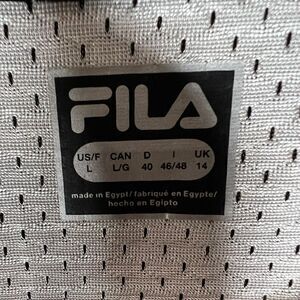 FILA
US/F CAN D I UK
L L/G 40 46/48 14
made in Egypt/fabriqué en Egypte/
hecho en Egipto